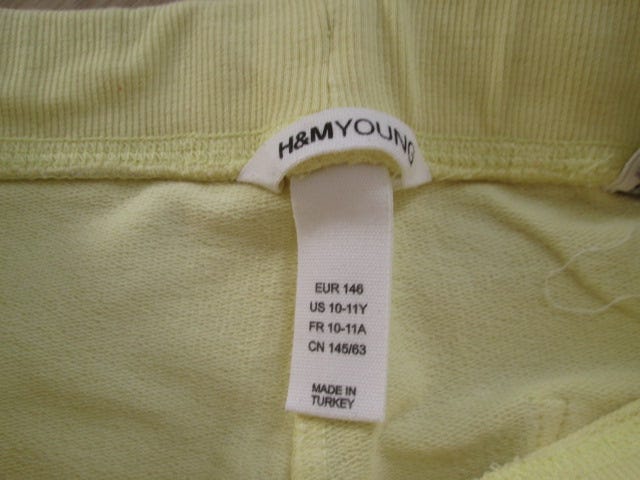 H&MYOUNG
EUR 146
US 10-11Y
FR 10-11A
CN 145/63
MADE IN
TURKEY